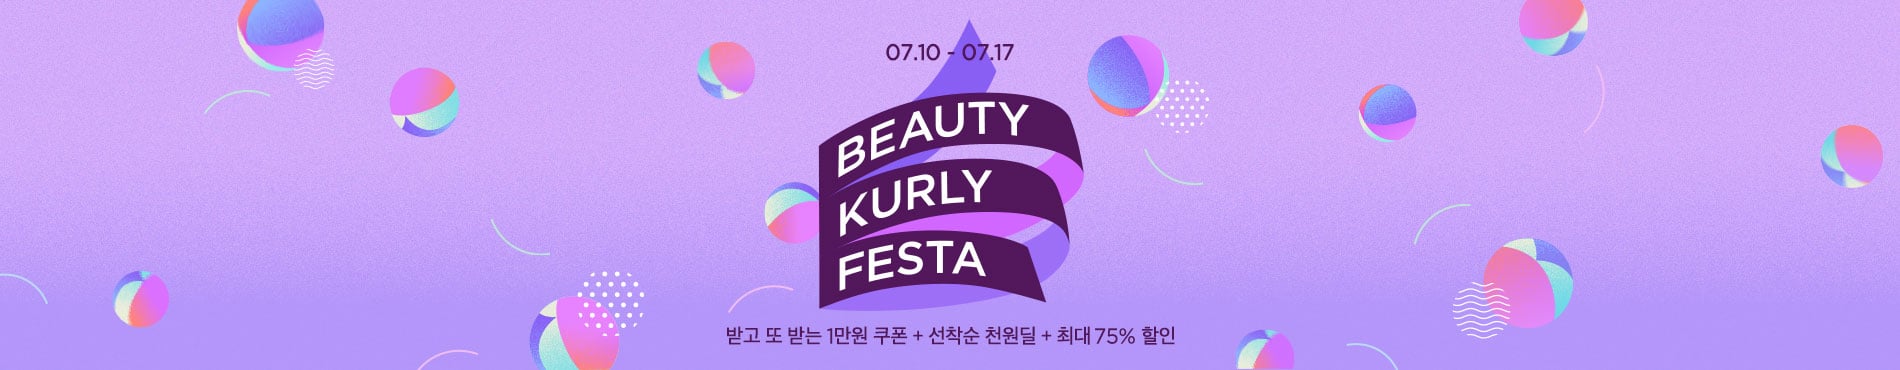 07.10 - 07.17
BEAUTY
KURLY
FESTA
받고 또 받는 1만원 쿠폰 + 선착순 천원딜 + 최대 75% 할인